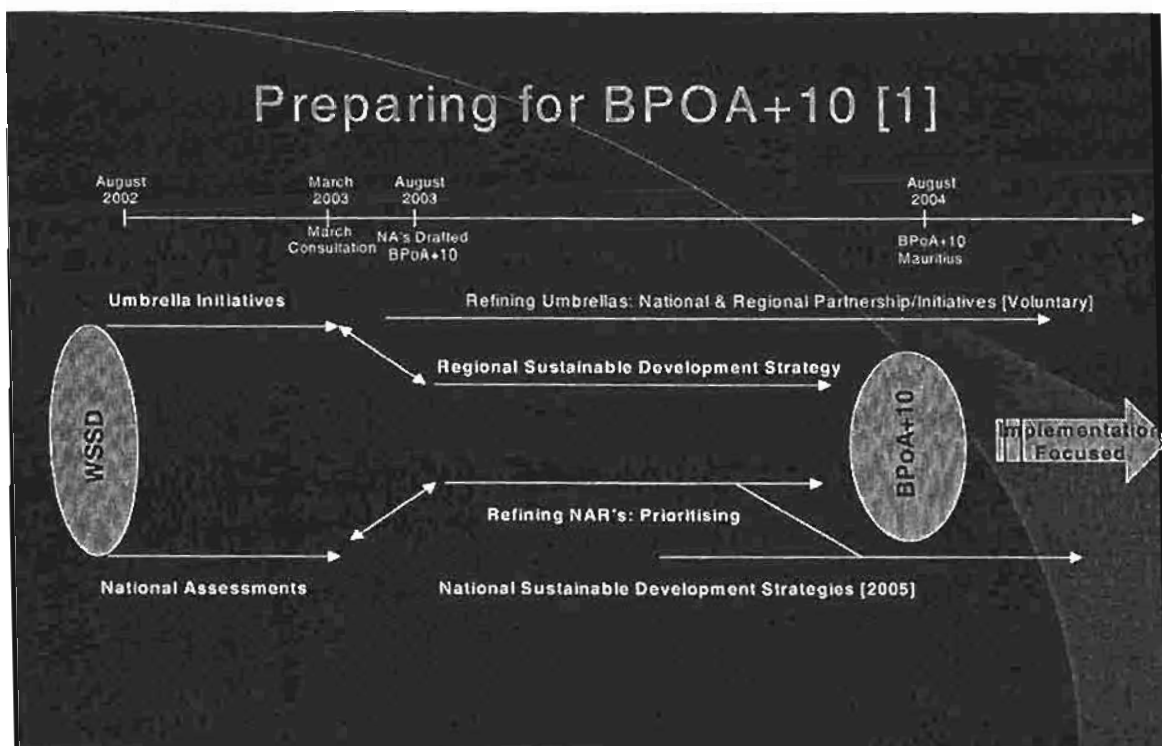 Preparing for BPOA+10 [1]
August
2002
March
2003
August
2003
August
2004
March
Consultation
NA's Drafted
BPoA+10
BPoA+10
Mauritius
Umbrella Initiatives
Refining Umbrellas: National & Regional Partnership/Initiatives [Voluntary]
Regional Sustainable Development Strategy
WSSD
BPoA+10
Implementation
Focused
Refining NAR's: Prioritising
National Assessments
National Sustainable Development Strategies [2005]